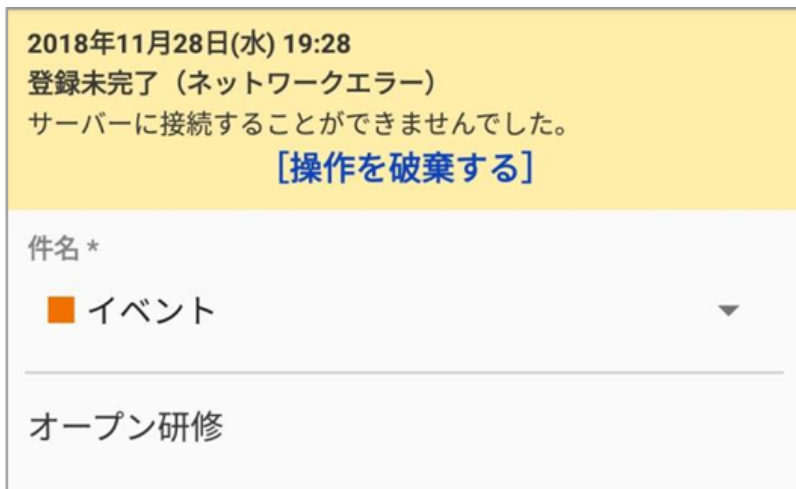 2018年11月28日(水) 19:28
登録未完了（ネットワークエラー）
サーバーに接続することができませんでした。
［操作を破棄する］
件名 *
イベント
オープン研修